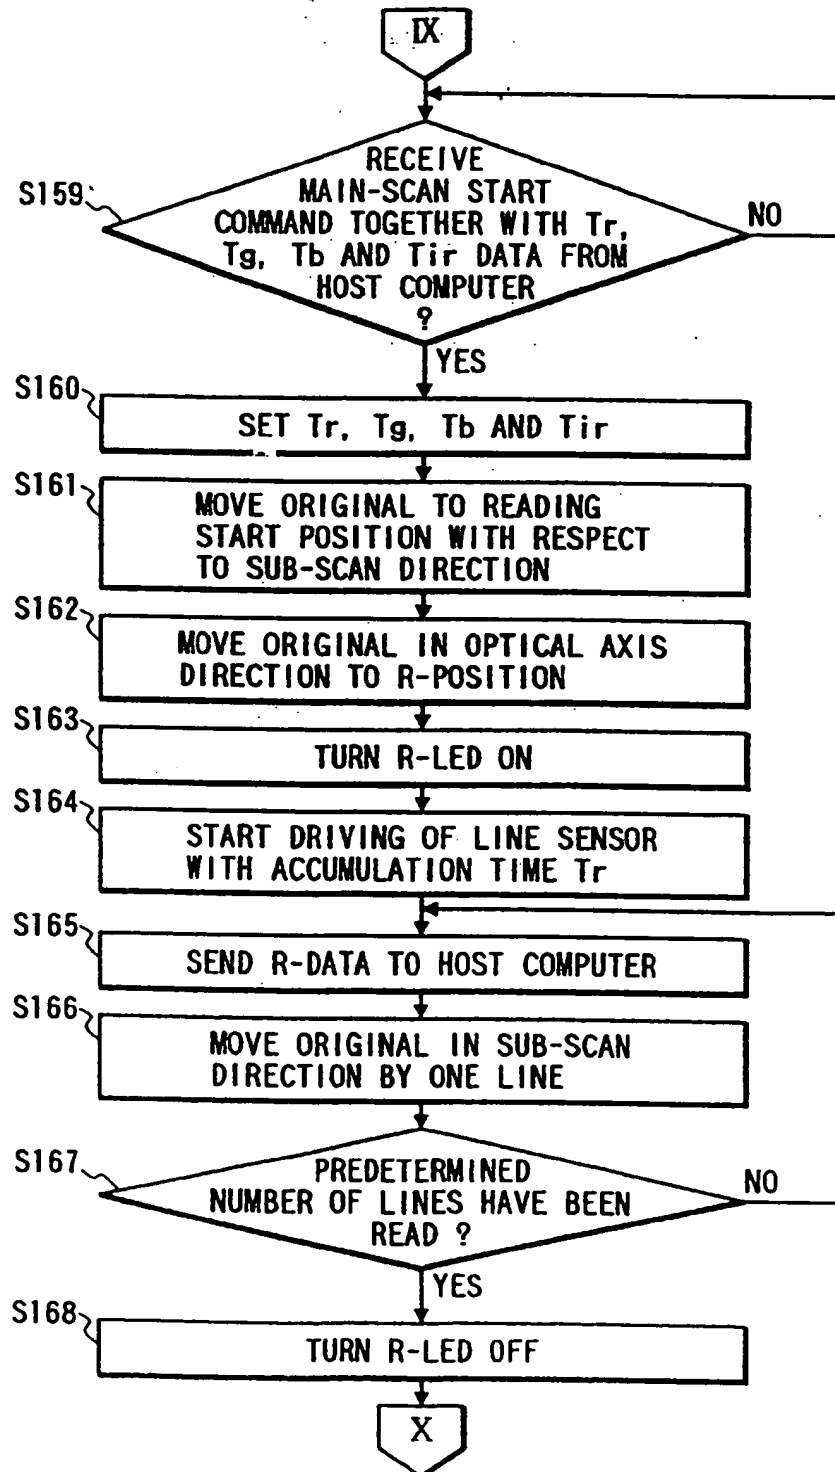 IX
S159
RECEIVE
MAIN-SCAN START
COMMAND TOGETHER WITH Tr,
Tg, Tb AND Tir DATA FROM
HOST COMPUTER
?
NO
YES
S160
SET Tr, Tg, Tb AND Tir
S161
MOVE ORIGINAL TO READING
START POSITION WITH RESPECT
TO SUB-SCAN DIRECTION
S162
MOVE ORIGINAL IN OPTICAL AXIS
DIRECTION TO R-POSITION
S163
TURN R-LED ON
S164
START DRIVING OF LINE SENSOR
WITH ACCUMULATION TIME Tr
S165
SEND R-DATA TO HOST COMPUTER
S166
MOVE ORIGINAL IN SUB-SCAN
DIRECTION BY ONE LINE
S167
PREDETERMINED
NUMBER OF LINES HAVE BEEN
READ ?
NO
YES
S168
TURN R-LED OFF
X